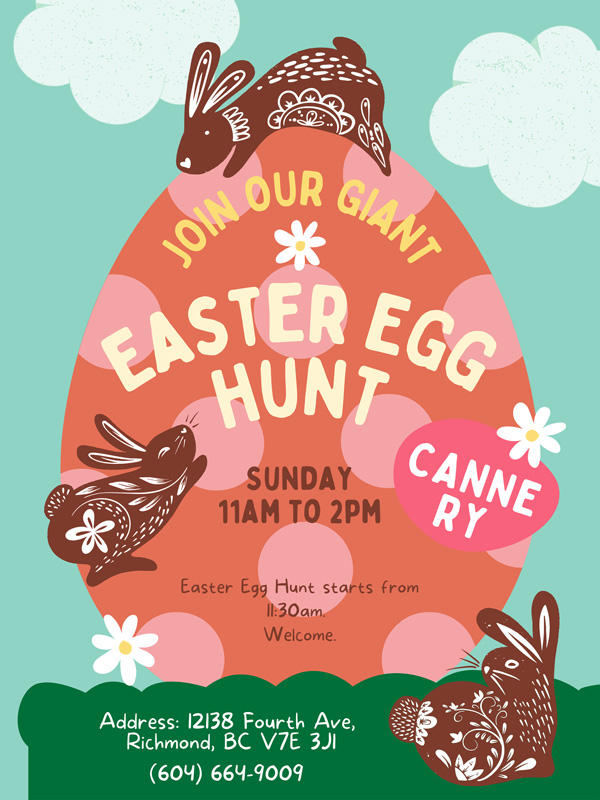 JOIN OUR GIANT
EASTER EGG
HUNT
SUNDAY
11AM TO 2PM
CANNE
RY
Easter Egg Hunt starts from
11:30am.
Welcome.
Address: 12138 Fourth Ave,
Richmond, BC V7E 3J1
(604) 664-9009